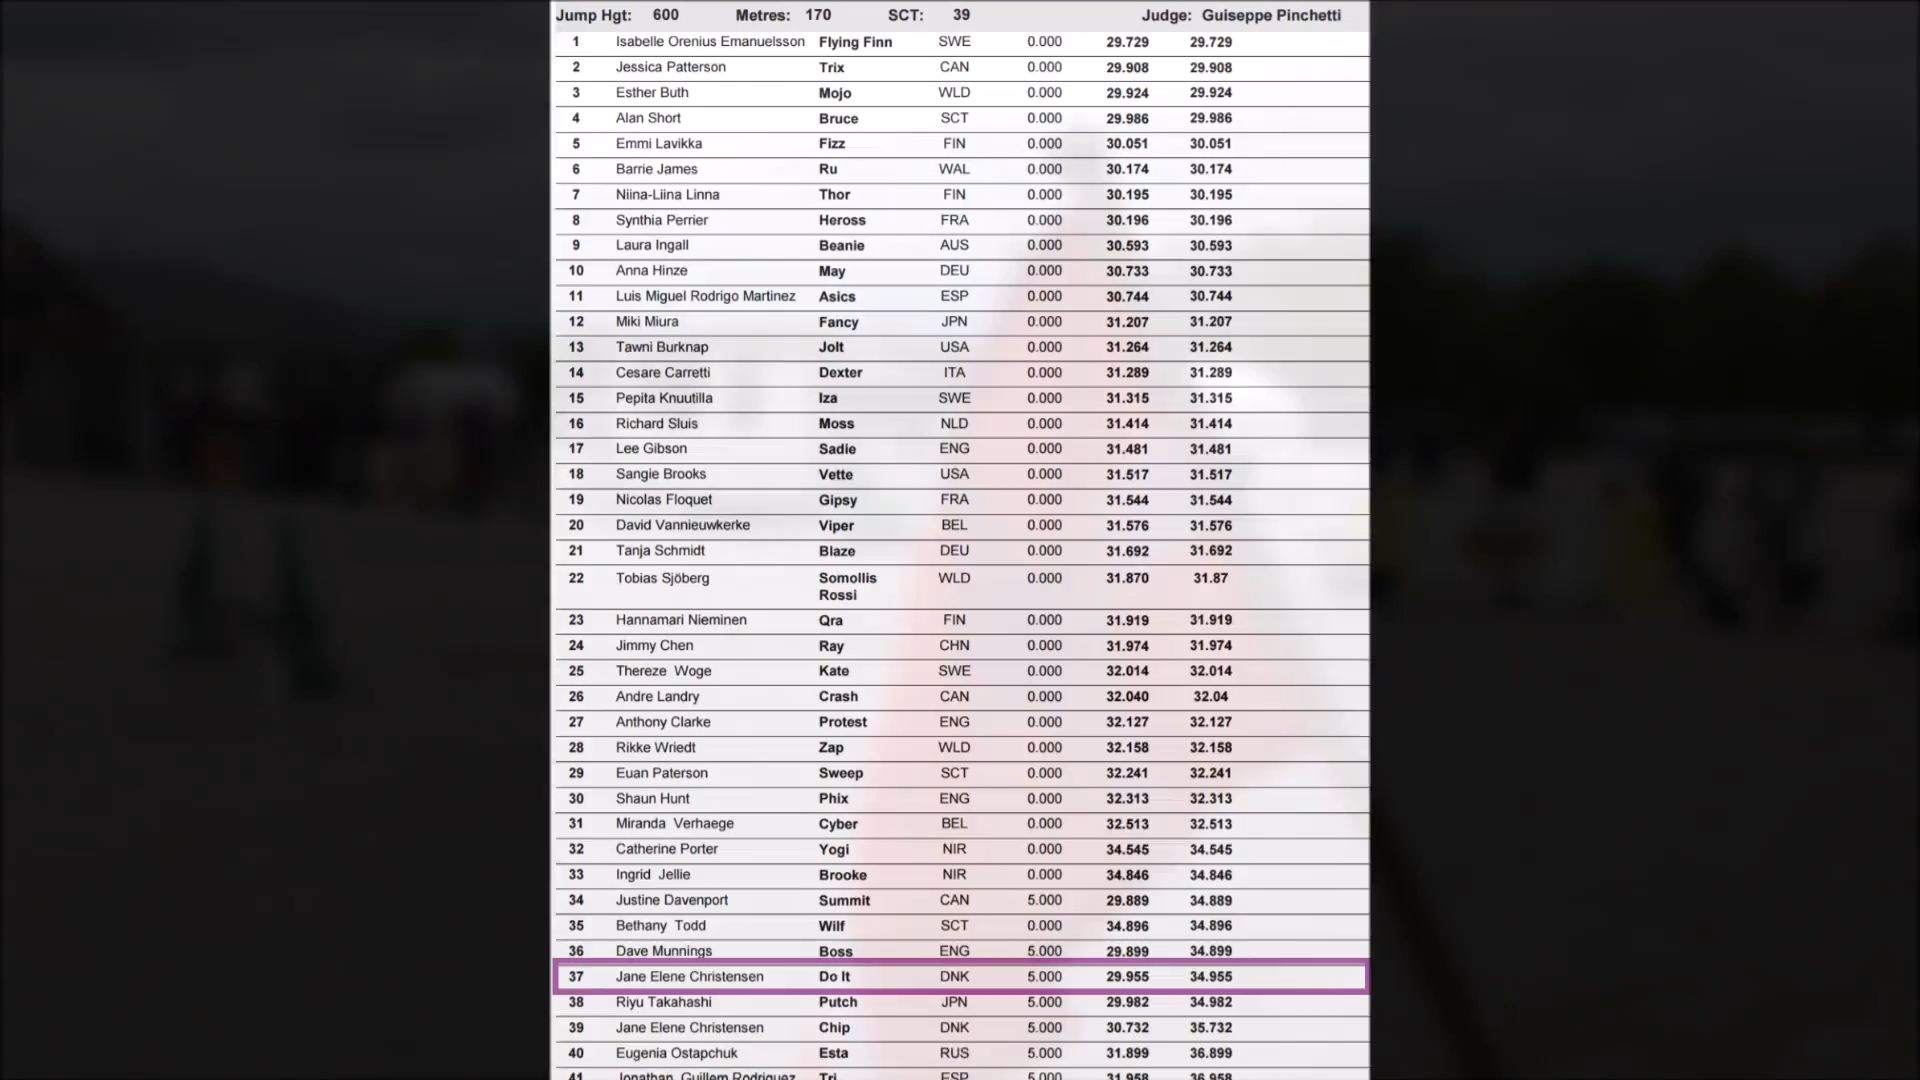 Jump Hgt: 600 Metres: 170 SCT: 39 Judge: Guiseppe Pinchetti
1 Isabelle Orenius Emanuelsson Flying Finn SWE 0.000 29.729 29.729
2 Jessica Patterson Trix CAN 0.000 29.908 29.908
3 Esther Buth Mojo WLD 0.000 29.924 29.924
4 Alan Short Bruce SCT 0.000 29.986 29.986
5 Emmi Lavikka Fizz FIN 0.000 30.051 30.051
6 Barrie James Ru WAL 0.000 30.174 30.174
7 Niina-Liina Linna Thor FIN 0.000 30.195 30.195
8 Synthia Perrier Heross FRA 0.000 30.196 30.196
9 Laura Ingall Beanie AUS 0.000 30.593 30.593
10 Anna Hinze May DEU 0.000 30.733 30.733
11 Luis Miguel Rodrigo Martinez Asics ESP 0.000 30.744 30.744
12 Miki Miura Fancy JPN 0.000 31.207 31.207
13 Tawni Burknap Jolt USA 0.000 31.264 31.264
14 Cesare Carretti Dexter ITA 0.000 31.289 31.289
15 Pepita Knuutilla Iza SWE 0.000 31.315 31.315
16 Richard Sluis Moss NLD 0.000 31.414 31.414
17 Lee Gibson Sadie ENG 0.000 31.481 31.481
18 Sangie Brooks Vette USA 0.000 31.517 31.517
19 Nicolas Floquet Gipsy FRA 0.000 31.544 31.544
20 David Vannieuwkerke Viper BEL 0.000 31.576 31.576
21 Tanja Schmidt Blaze DEU 0.000 31.692 31.692
22 Tobias Sjöberg Somollis WLD 0.000 31.870 31.87
Rossi
23 Hannamari Nieminen Qra FIN 0.000 31.919 31.919
24 Jimmy Chen Ray CHN 0.000 31.974 31.974
25 Thereze Woge Kate SWE 0.000 32.014 32.014
26 Andre Landry Crash CAN 0.000 32.040 32.04
27 Anthony Clarke Protest ENG 0.000 32.127 32.127
28 Rikke Wriedt Zap WLD 0.000 32.158 32.158
29 Euan Paterson Sweep SCT 0.000 32.241 32.241
30 Shaun Hunt Phix ENG 0.000 32.313 32.313
31 Miranda Verhaege Cyber BEL 0.000 32.513 32.513
32 Catherine Porter Yogi NIR 0.000 34.545 34.545
33 Ingrid Jellie Brooke NIR 0.000 34.846 34.846
34 Justine Davenport Summit CAN 5.000 29.889 34.889
35 Bethany Todd Wilf SCT 0.000 34.896 34.896
36 Dave Munnings Boss ENG 5.000 29.899 34.899
37 Jane Elene Christensen Do It DNK 5.000 29.955 34.955
38 Riyu Takahashi Putch JPN 5.000 29.982 34.982
39 Jane Elene Christensen Chip DNK 5.000 30.732 35.732
40 Eugenia Ostapchuk Esta RUS 5.000 31.899 36.899
41 Jonathan Guillem Rodriguez Tri ESP 5.000 31.958 36.958